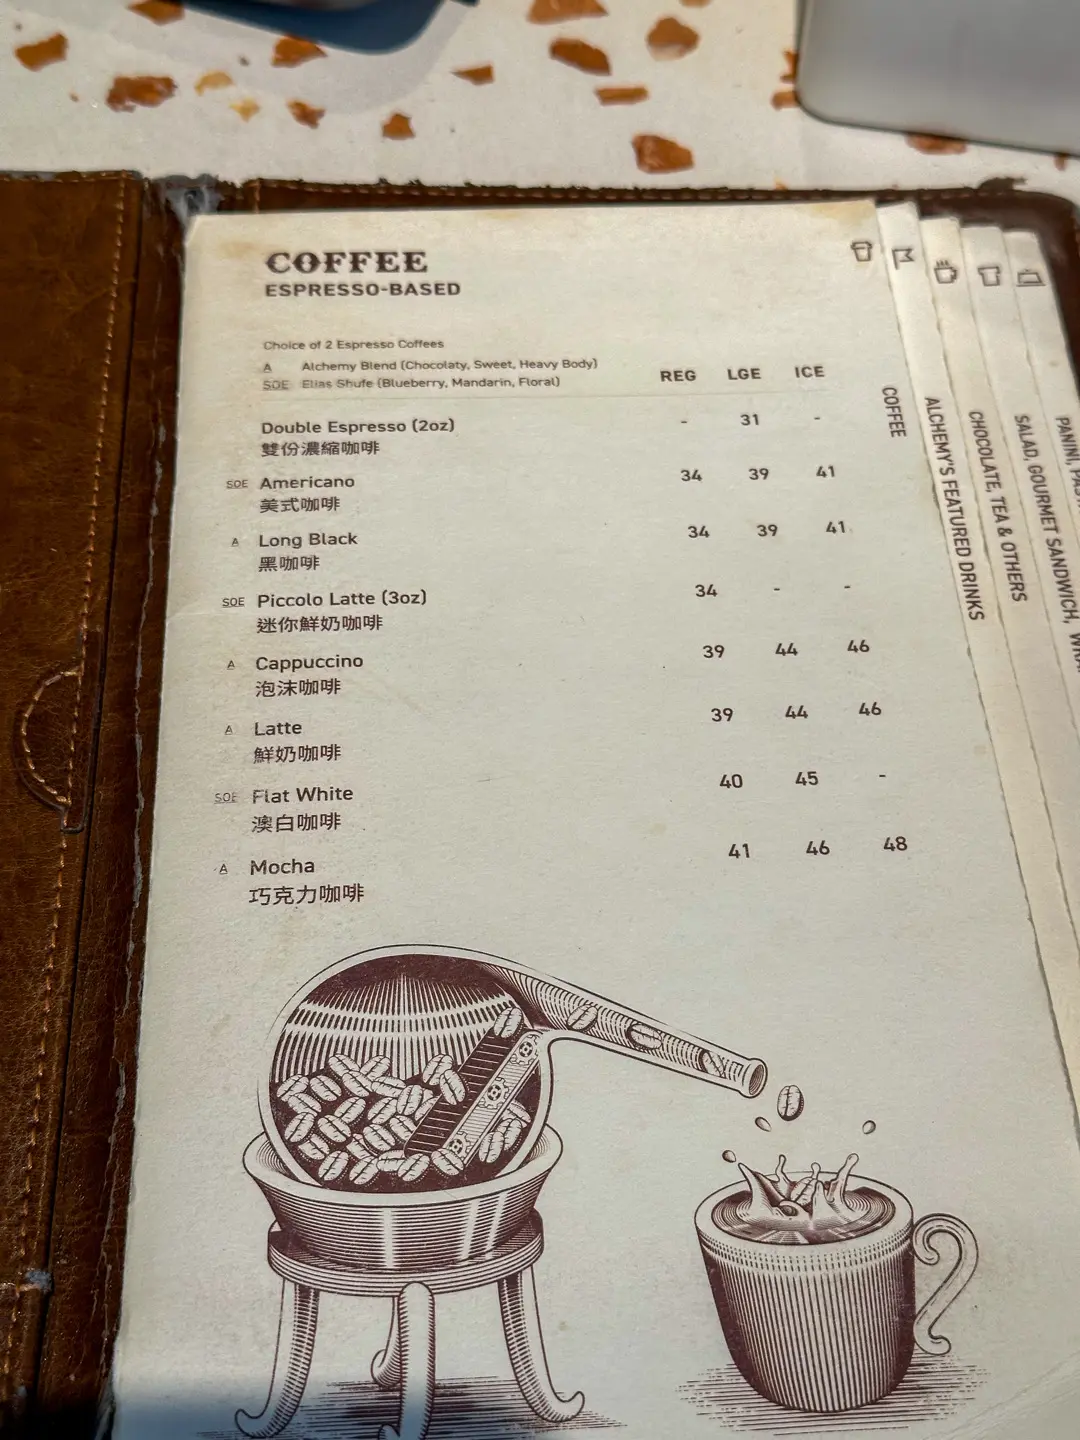 COFFEE
ESPRESSO-BASED
Choice of 2 Espresso Coffees
A Alchemy Blend (Chocolaty, Sweet, Heavy Body)
SOE Elias Shufe (Blueberry, Mandarin, Floral)
REG LGE ICE
Double Espresso (2oz) - 31 -
雙份濃縮咖啡
SOE Americano 34 39 41
美式咖啡
A Long Black 34 39 41
黑咖啡
SOE Piccolo Latte (3oz) 34 - -
迷你鮮奶咖啡
A Cappuccino 39 44 46
泡沫咖啡
A Latte 39 44 46
鮮奶咖啡
SOE Flat White 40 45 -
澳白咖啡
A Mocha 41 46 48
巧克力咖啡
COFFEE
ALCHEMY'S FEATURED DRINKS
CHOCOLATE, TEA & OTHERS
SALAD, GOURMET SANDWICH,
PANINI,